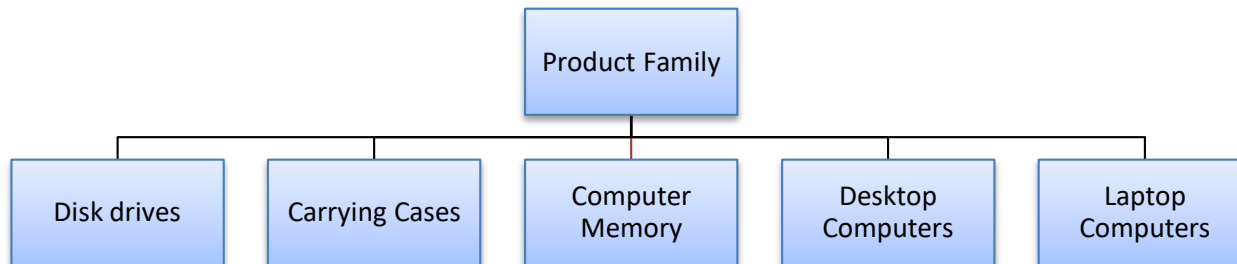 Product Family
Disk drives
Carrying Cases
Computer
Memory
Desktop
Computers
Laptop
Computers